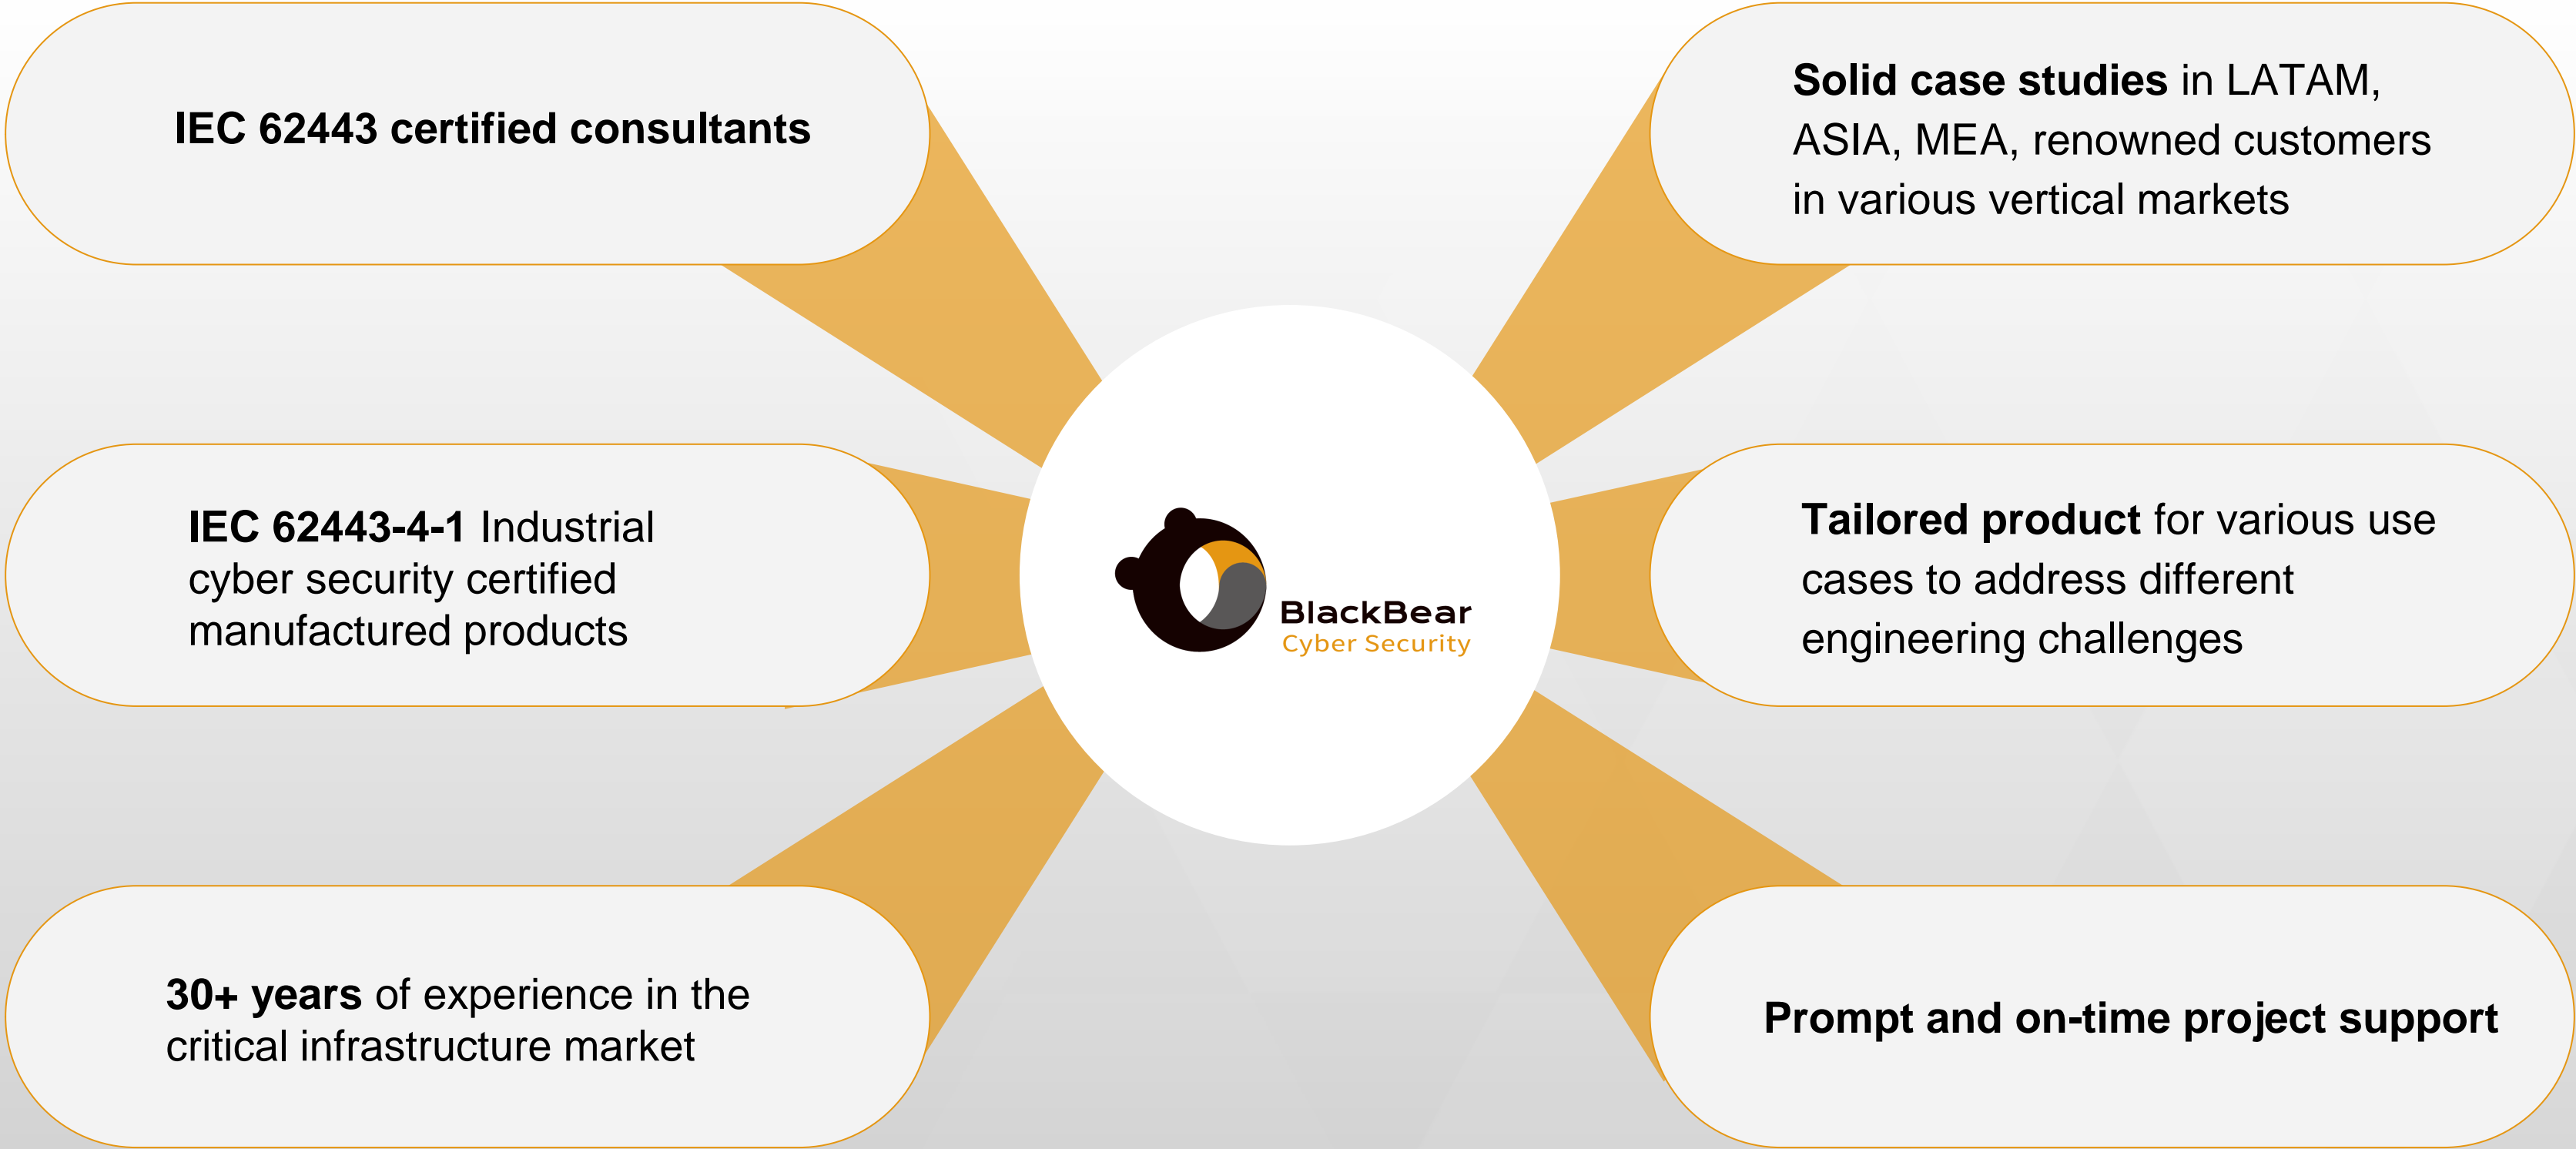 IEC 62443 certified consultants
IEC 62443-4-1 Industrial
cyber security certified
manufactured products
30+ years of experience in the
critical infrastructure market
BlackBear
Cyber Security
Solid case studies in LATAM,
ASIA, MEA, renowned customers
in various vertical markets
Tailored product for various use
cases to address different
engineering challenges
Prompt and on-time project support